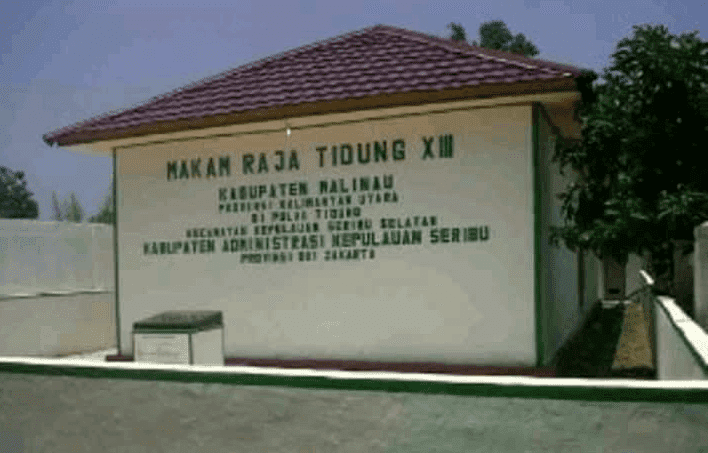 MAKAM RAJA TIDUNG XIII
KABUPATEN MALINAU
PROVINSI KALIMANTAN UTARA
DI PULAU TIDUNG
KECAMATAN KEPULAUAN SERIBU SELATAN
KABUPATEN ADMINISTRASI KEPULAUAN SERIBU
PROVINSI DKI JAKARTA